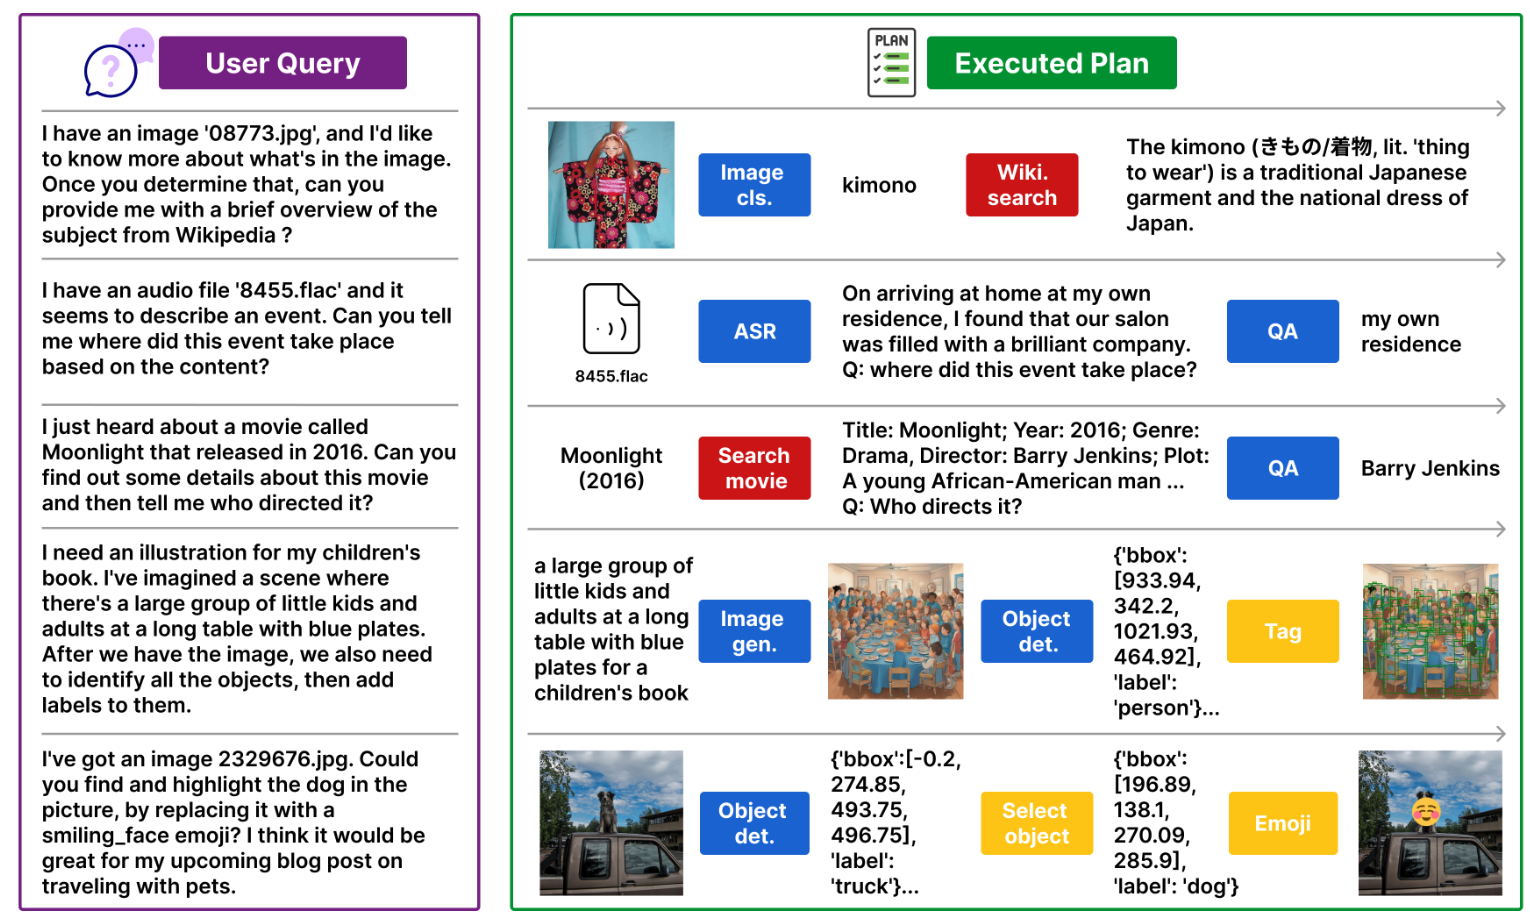 User Query
I have an image '08773.jpg', and I'd like
to know more about what's in the image.
Once you determine that, can you
provide me with a brief overview of the
subject from Wikipedia ?
I have an audio file '8455.flac' and it
seems to describe an event. Can you tell
me where did this event take place
based on the content?
I just heard about a movie called
Moonlight that released in 2016. Can you
find out some details about this movie
and then tell me who directed it?
I need an illustration for my children's
book. I've imagined a scene where
there's a large group of little kids and
adults at a long table with blue plates.
After we have the image, we also need
to identify all the objects, then add
labels to them.
I've got an image 2329676.jpg. Could
you find and highlight the dog in the
picture, by replacing it with a
smiling_face emoji? I think it would be
great for my upcoming blog post on
traveling with pets.
PLAN
Executed Plan
Image
cls.
kimono
Wiki.
search
The kimono (きもの/着物, lit. 'thing
to wear') is a traditional Japanese
garment and the national dress of
Japan.
8455.flac
ASR
On arriving at home at my own
residence, I found that our salon
was filled with a brilliant company.
Q: where did this event take place?
QA
my own
residence
Moonlight
(2016)
Search
movie
Title: Moonlight; Year: 2016; Genre:
Drama, Director: Barry Jenkins; Plot:
A young African-American man ...
Q: Who directs it?
QA
Barry Jenkins
a large group of
little kids and
adults at a long
table with blue
plates for a
children's book
Image
gen.
Object
det.
{'bbox':
[933.94,
342.2,
1021.93,
464.92],
'label':
'person'}...
Tag
Object
det.
{'bbox':[-0.2,
274.85,
493.75,
496.75],
'label':
'truck'}...
Select
object
{'bbox':
[196.89,
138.1,
270.09,
285.9],
'label': 'dog'}
Emoji